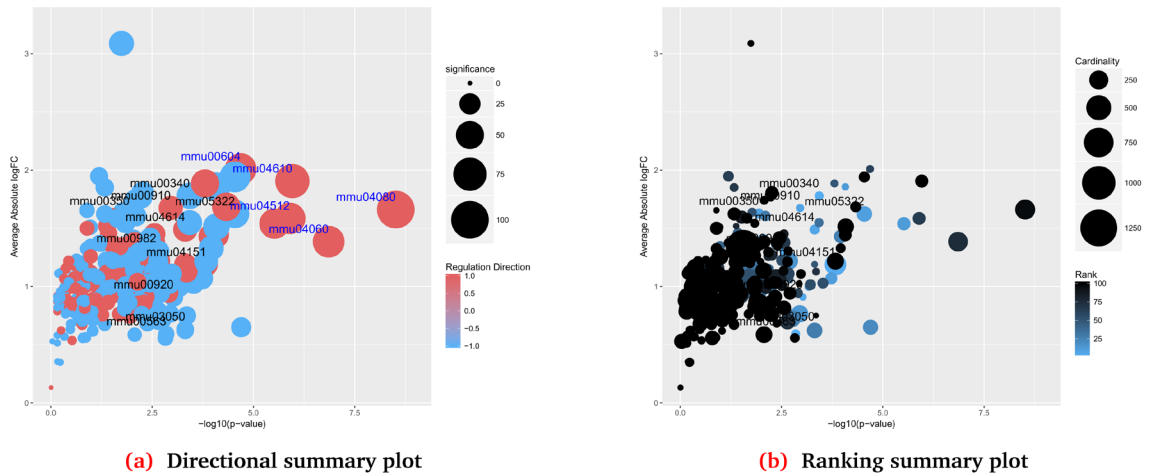 3
2
1
0
0.0
2.5
5.0
7.5
Average Absolute logFC
−log10(p-value)
mmu00604
mmu04610
mmu00340
mmu04080
mmu00910
mmu00350
mmu05322
mmu04512
mmu04614
mmu04060
mmu00982
mmu04151
mmu00920
mmu03050
mmu00563
significance
0
25
50
75
100
Regulation Direction
1.0
0.5
0.0
−0.5
−1.0
(a) Directional summary plot
3
2
1
0
0.0
2.5
5.0
7.5
Average Absolute logFC
−log10(p-value)
mmu00340
mmu00910
mmu00350
mmu05322
mmu04614
mmu04151
Cardinality
250
500
750
1000
1250
Rank
100
75
50
25
(b) Ranking summary plot